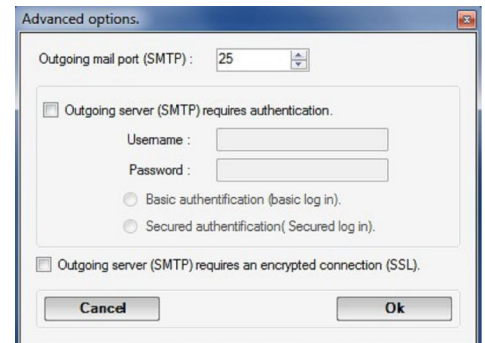 Advanced options.
Outgoing mail port (SMTP) : 25
Outgoing server (SMTP) requires authentication.
Username :
Password :
Basic authentification (basic log in).
Secured authentification( Secured log in).
Outgoing server (SMTP) requires an encrypted connection (SSL).
Cancel Ok